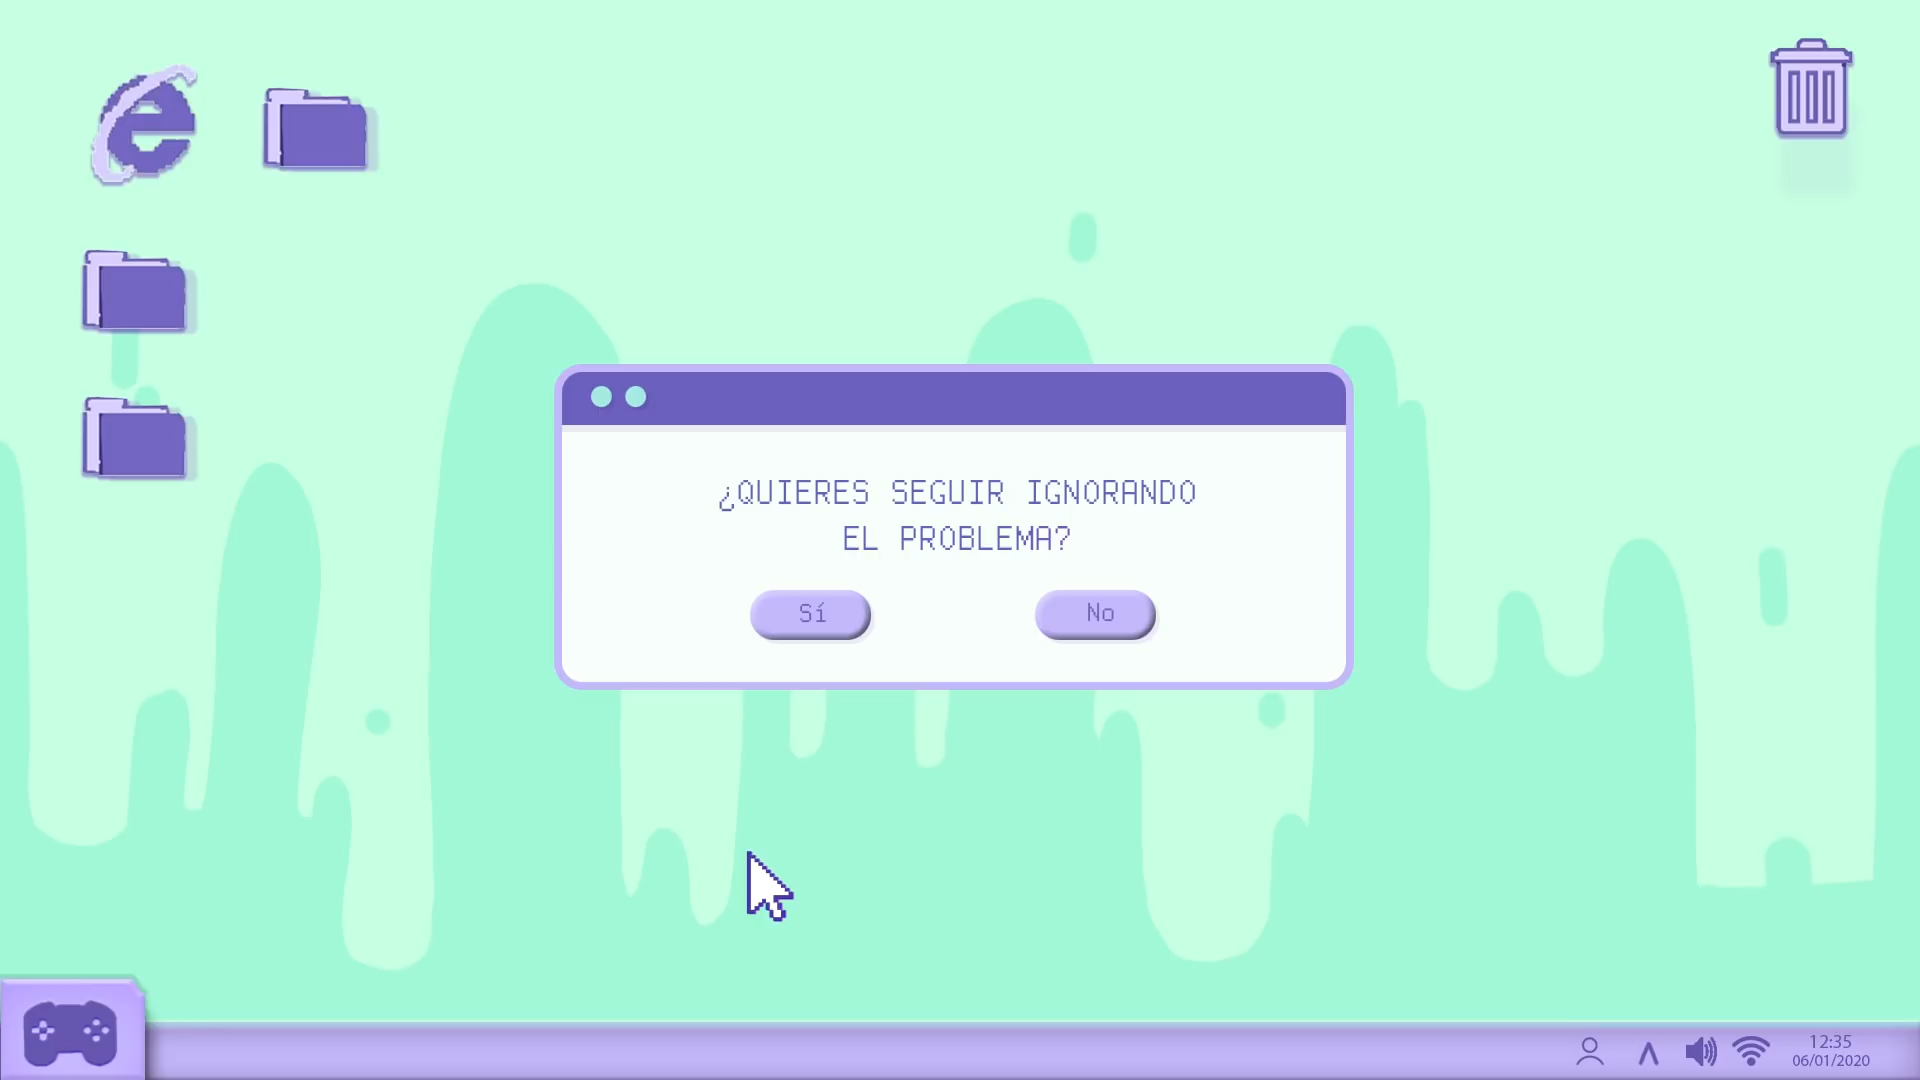 ¿QUIERES SEGUIR IGNORANDO
EL PROBLEMA?
Sí
No
12:35
06/01/2020